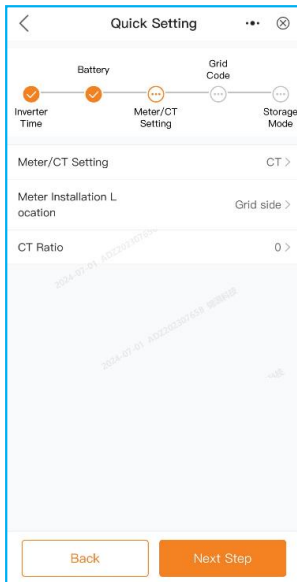 Quick Setting
Battery
Grid
Code
Inverter
Time
Meter/CT
Setting
Storage
Mode
Meter/CT Setting
CT
Meter Installation L
ocation
Grid side
CT Ratio
0
Back
Next Step